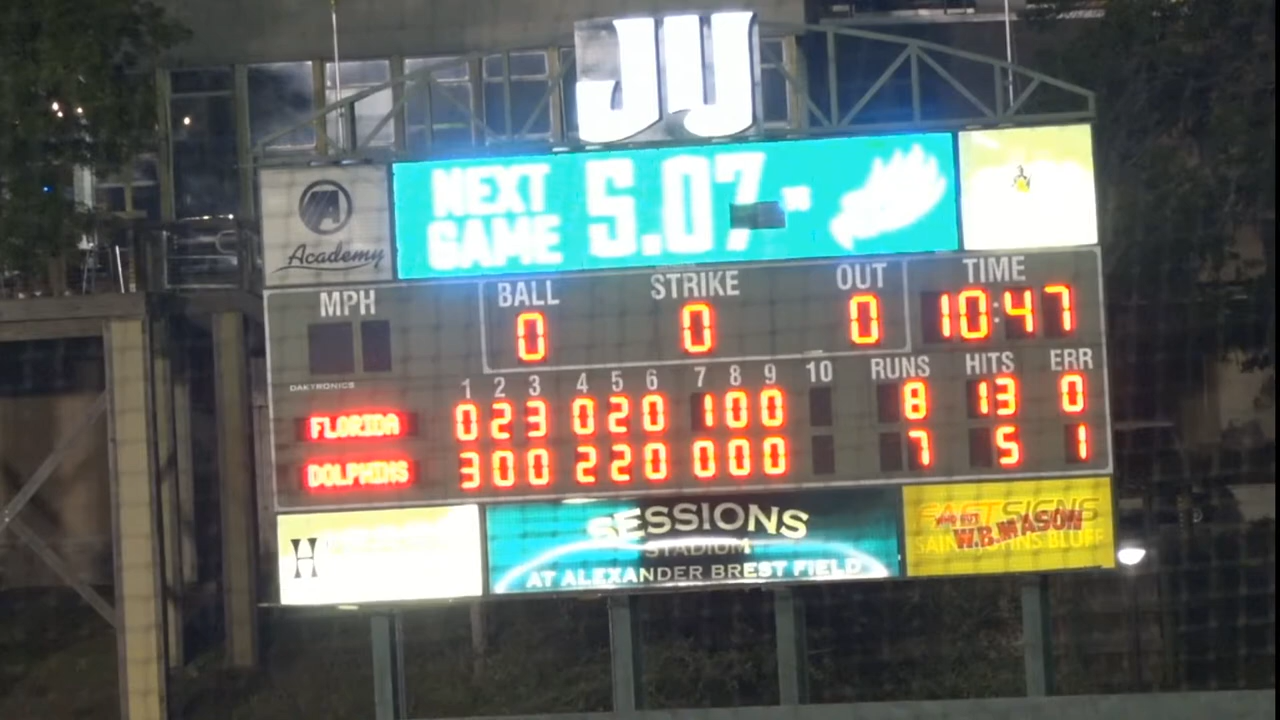 JU
NEXT GAME 5.07
Academy
MPH BALL STRIKE OUT TIME
0 0 0 10:47
DAKTRONICS
1 2 3 4 5 6 7 8 9 10 RUNS HITS ERR
FLORIDA 0 2 3 0 2 0 1 0 0 8 13 0
DOLPHINS 3 0 0 2 2 0 0 0 0 7 5 1
H
SESSIONS
STADIUM
AT ALEXANDER BREST FIELD
FASTSIGNS
W.B.MASON
BLUFF